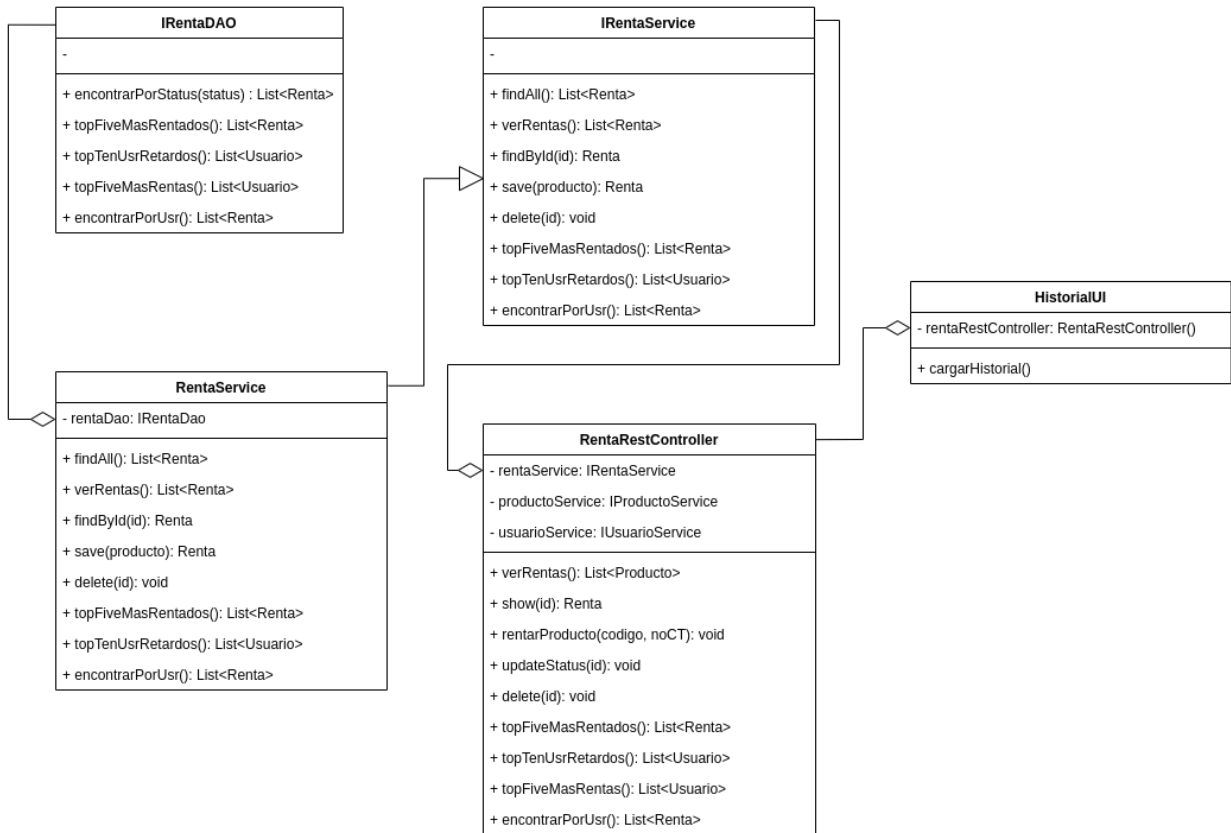 IRentaDAO
-
+ encontrarPorStatus(status) : List<Renta>
+ topFiveMasRentados(): List<Renta>
+ topTenUsrRetardos(): List<Usuario>
+ topFiveMasRentas(): List<Usuario>
+ encontrarPorUsr(): List<Renta>
IRentaService
-
+ findAll(): List<Renta>
+ verRentas(): List<Renta>
+ findById(id): Renta
+ save(producto): Renta
+ delete(id): void
+ topFiveMasRentados(): List<Renta>
+ topTenUsrRetardos(): List<Usuario>
+ encontrarPorUsr(): List<Renta>
HistorialUI
- rentaRestController: RentaRestController()
+ cargarHistorial()
RentaService
- rentaDao: IRentaDao
+ findAll(): List<Renta>
+ verRentas(): List<Renta>
+ findById(id): Renta
+ save(producto): Renta
+ delete(id): void
+ topFiveMasRentados(): List<Renta>
+ topTenUsrRetardos(): List<Usuario>
+ encontrarPorUsr(): List<Renta>
RentaRestController
- rentaService: IRentaService
- productoService: IProductoService
- usuarioService: IUsuarioService
+ verRentas(): List<Producto>
+ show(id): Renta
+ rentarProducto(codigo, noCT): void
+ updateStatus(id): void
+ delete(id): void
+ topFiveMasRentados(): List<Renta>
+ topTenUsrRetardos(): List<Usuario>
+ topFiveMasRentas(): List<Usuario>
+ encontrarPorUsr(): List<Renta>